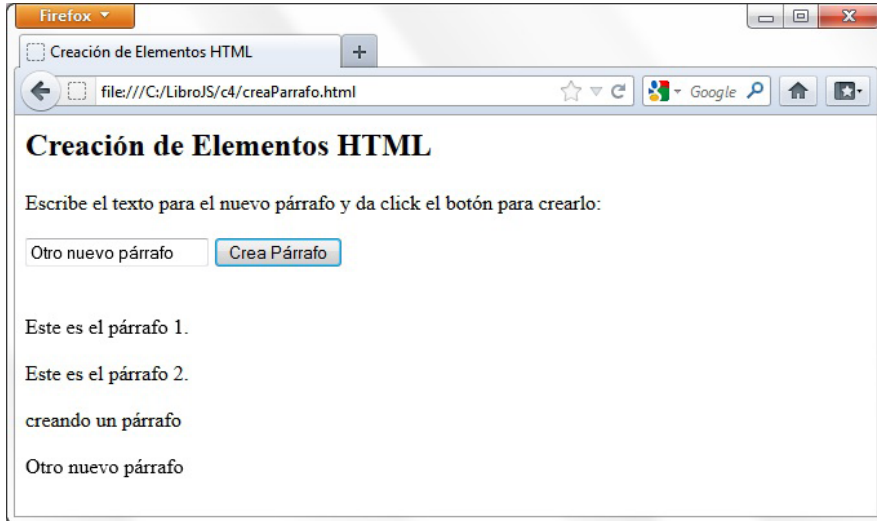 Firefox
Creación de Elementos HTML
file:///C:/LibroJS/c4/creaParrafo.html
Google
Creación de Elementos HTML
Escribe el texto para el nuevo párrafo y da click el botón para crearlo:
Otro nuevo párrafo Crea Párrafo
Este es el párrafo 1.
Este es el párrafo 2.
creando un párrafo
Otro nuevo párrafo